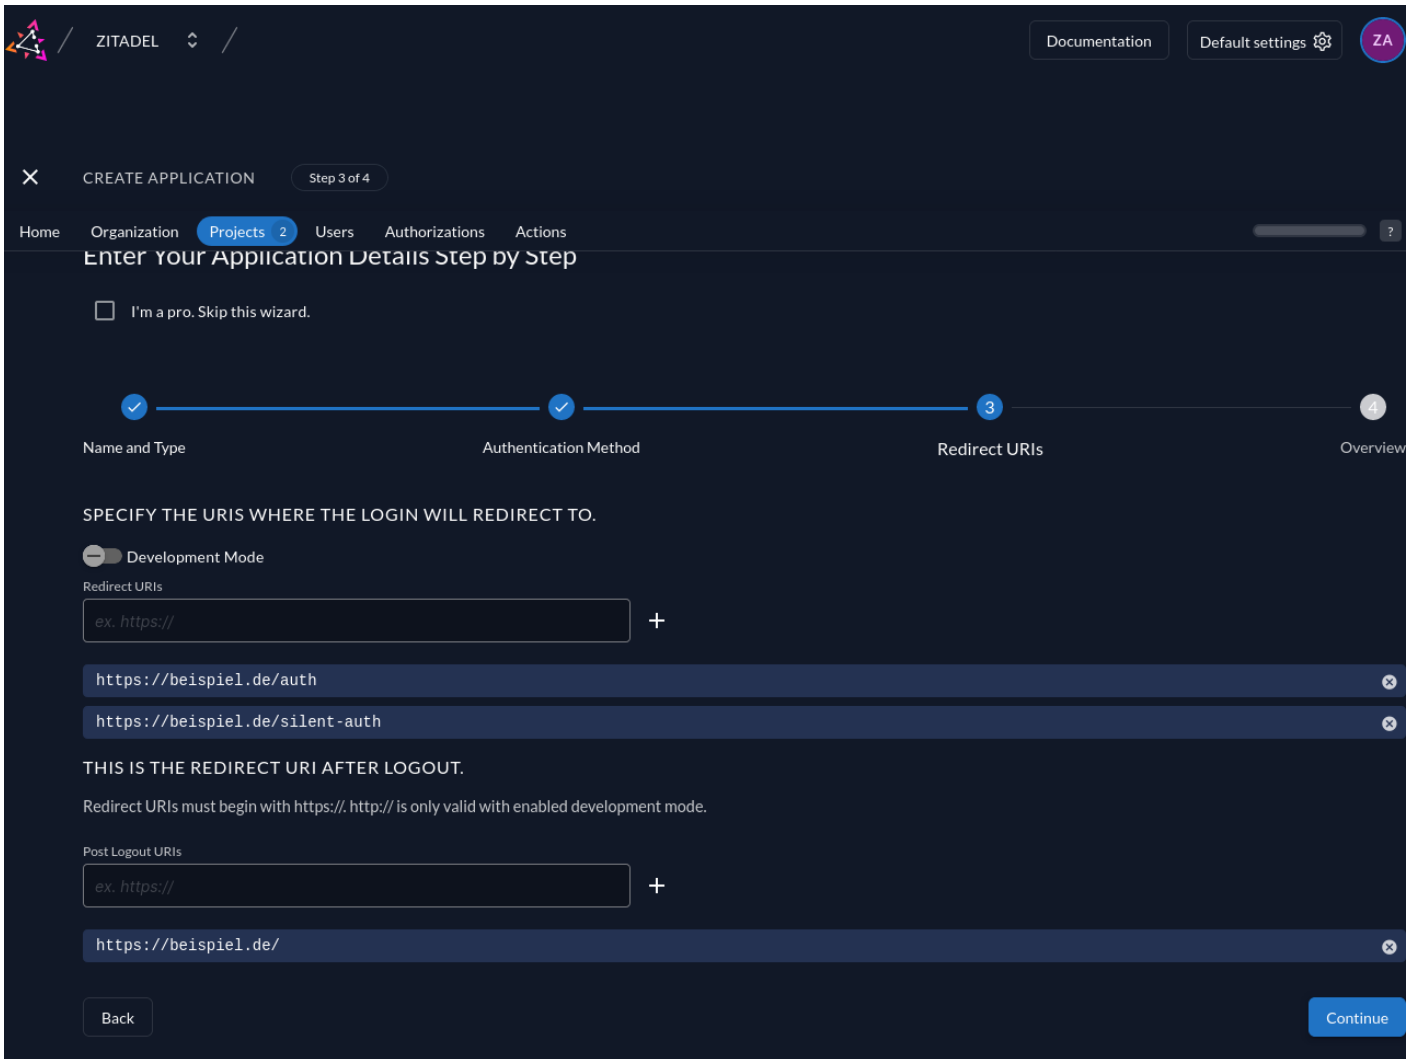 ZITADEL
Documentation
Default settings
ZA
CREATE APPLICATION
Step 3 of 4
Home
Organization
Projects 2
Users
Authorizations
Actions
?
Enter Your Application Details Step by Step
I'm a pro. Skip this wizard.
3
4
Name and Type
Authentication Method
Redirect URIs
Overview
SPECIFY THE URIS WHERE THE LOGIN WILL REDIRECT TO.
Development Mode
Redirect URIs
ex. https://
https://beispiel.de/auth
https://beispiel.de/silent-auth
THIS IS THE REDIRECT URI AFTER LOGOUT.
Redirect URIs must begin with https://. http:// is only valid with enabled development mode.
Post Logout URIs
ex. https://
https://beispiel.de/
Back
Continue